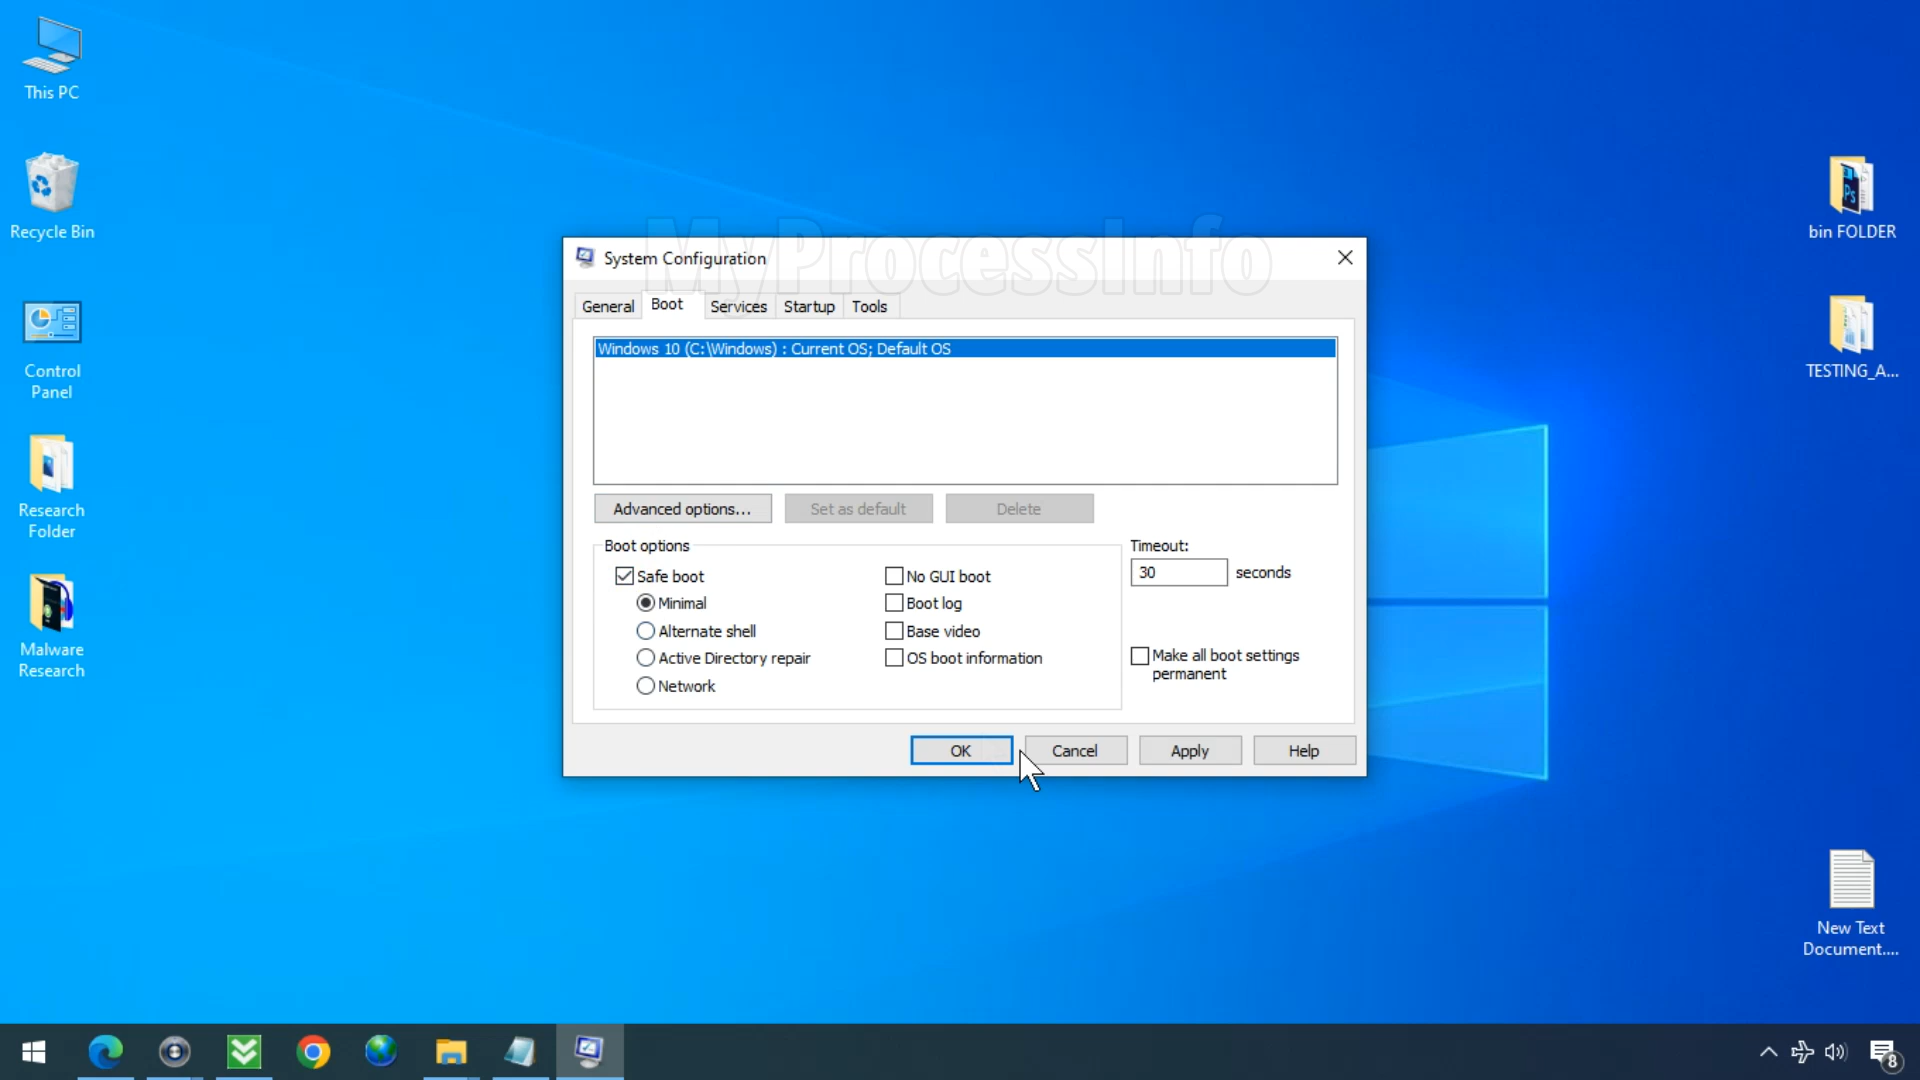 This PC
Recycle Bin
Control
Panel
Research
Folder
Malware
Research
bin FOLDER
Ps
TESTING_A...
New Text
Document....
MyProcessInfo
System Configuration
General
Boot
Services
Startup
Tools
Windows 10 (C:\Windows) : Current OS; Default OS
Advanced options...
Set as default
Delete
Boot options
Safe boot
Minimal
Alternate shell
Active Directory repair
Network
No GUI boot
Boot log
Base video
OS boot information
Timeout:
30
seconds
Make all boot settings
permanent
OK
Cancel
Apply
Help
8